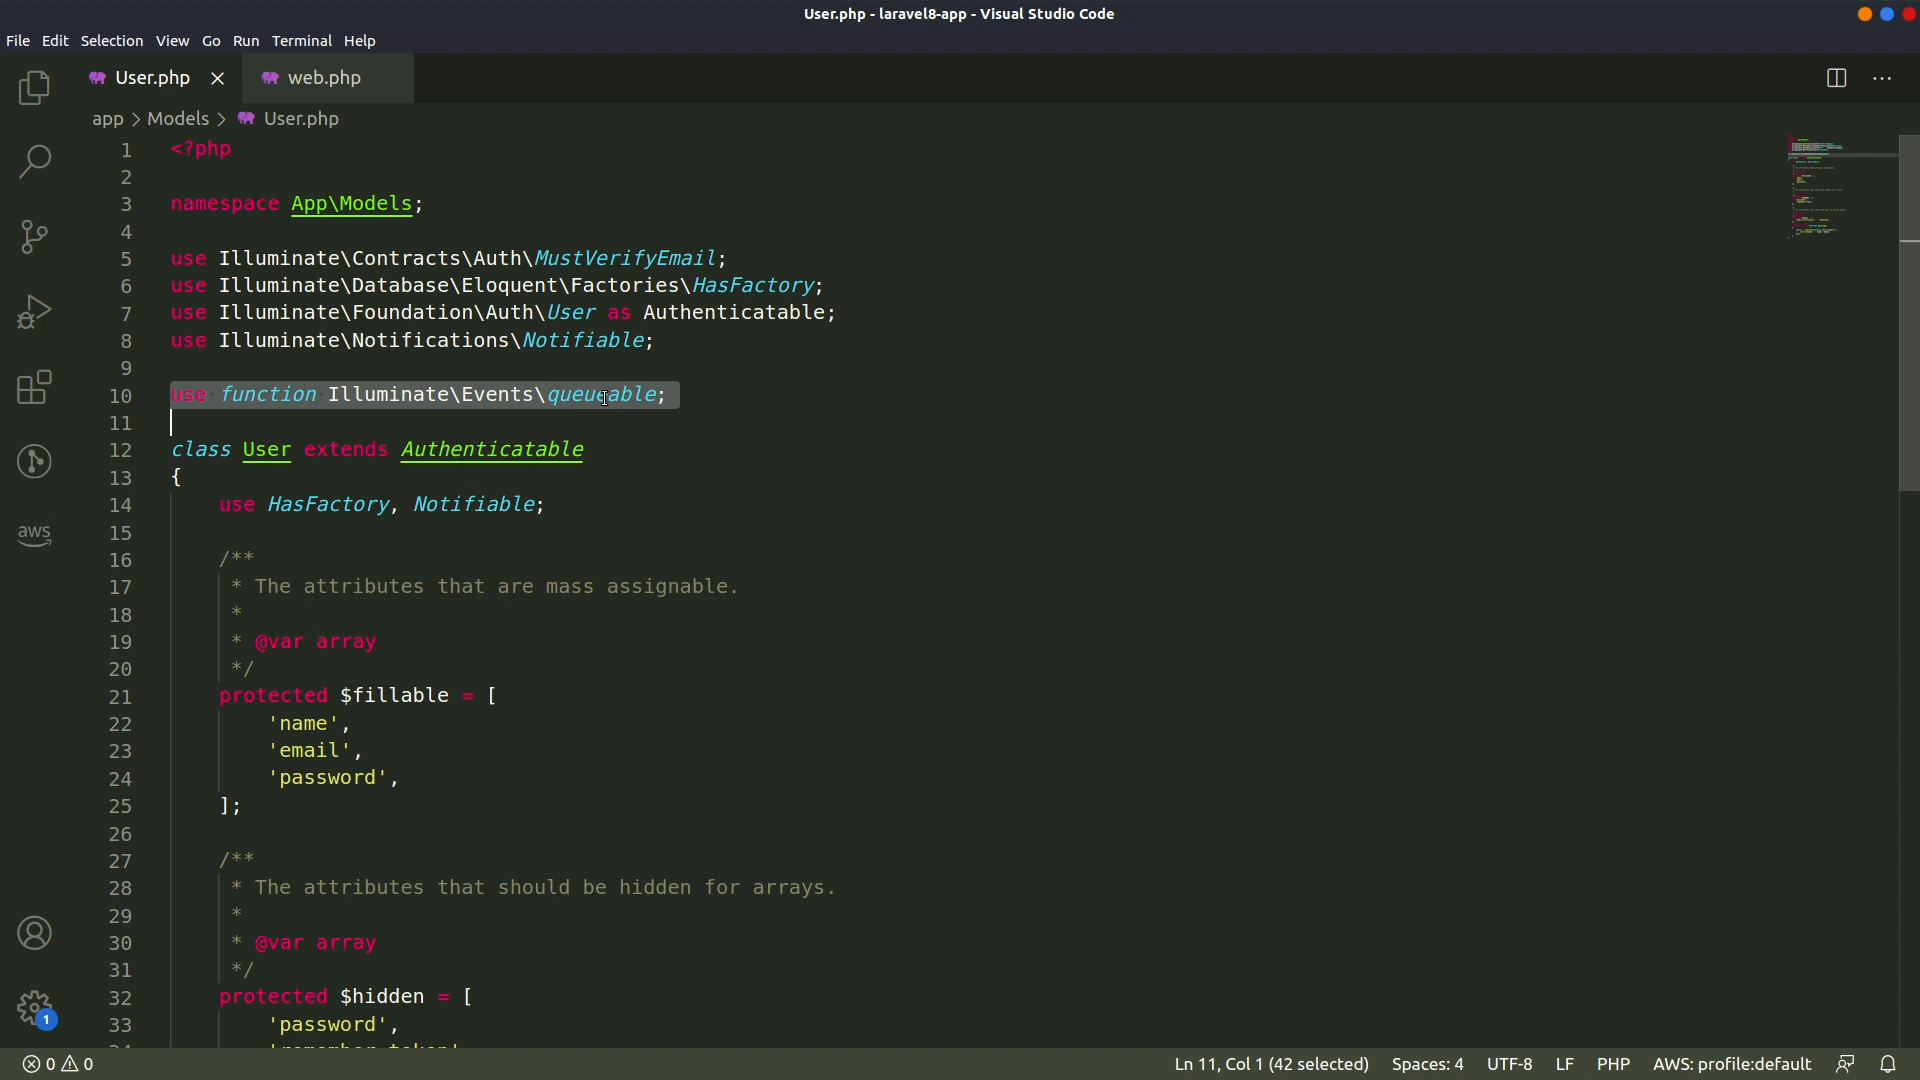 User.php - laravel8-app - Visual Studio Code
File Edit Selection View Go Run Terminal Help
User.php web.php
app > Models > User.php
1 <?php
2
3 namespace App\Models;
4
5 use Illuminate\Contracts\Auth\MustVerifyEmail;
6 use Illuminate\Database\Eloquent\Factories\HasFactory;
7 use Illuminate\Foundation\Auth\User as Authenticatable;
8 use Illuminate\Notifications\Notifiable;
9
10 use function Illuminate\Events\queueable;
11
12 class User extends Authenticatable
13 {
14 use HasFactory, Notifiable;
15
16 /**
17 * The attributes that are mass assignable.
18 *
19 * @var array
20 */
21 protected $fillable = [
22 'name',
23 'email',
24 'password',
25 ];
26
27 /**
28 * The attributes that should be hidden for arrays.
29 *
30 * @var array
31 */
32 protected $hidden = [
33 'password',
aws
1
0 0 Ln 11, Col 1 (42 selected) Spaces: 4 UTF-8 LF PHP AWS: profile:default